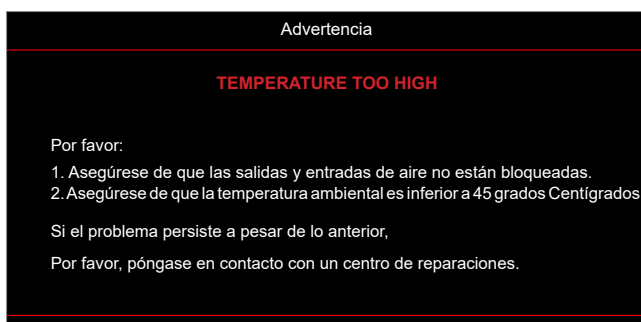 Advertencia
TEMPERATURE TOO HIGH
Por favor:
1. Asegúrese de que las salidas y entradas de aire no están bloqueadas.
2. Asegúrese de que la temperatura ambiental es inferior a 45 grados Centígrados
Si el problema persiste a pesar de lo anterior,
Por favor, póngase en contacto con un centro de reparaciones.